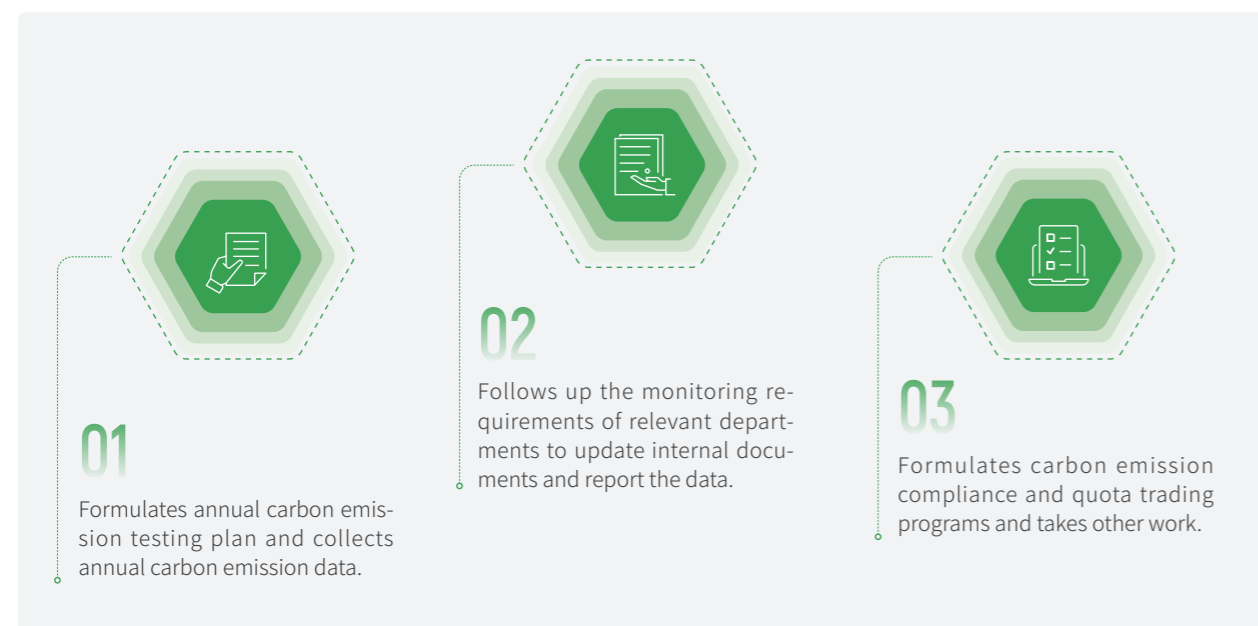 01
Formulates annual carbon emis-
sion testing plan and collects
annual carbon emission data.
02
Follows up the monitoring re-
quirements of relevant depart-
ments to update internal docu-
ments and report the data.
03
Formulates carbon emission
compliance and quota trading
programs and takes other work.